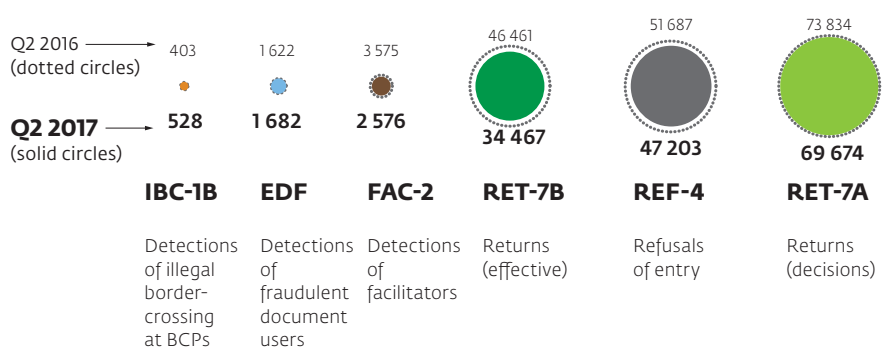 Q2 2016
(dotted circles)
403
1 622
3 575
46 461
51 687
73 834
Q2 2017
(solid circles)
528
1 682
2 576
34 467
47 203
69 674
IBC-1B
EDF
FAC-2
RET-7B
REF-4
RET-7A
Detections
of illegal
border-
crossing
at BCPs
Detections
of
fraudulent
document
users
Detections
of
facilitators
Returns
(effective)
Refusals
of entry
Returns
(decisions)